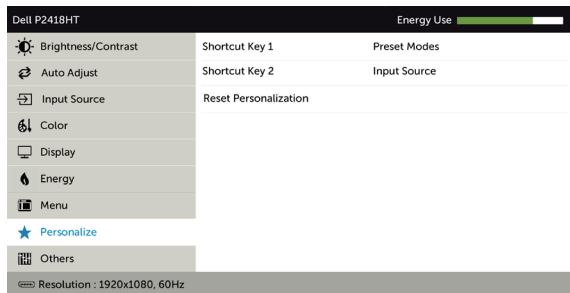 Dell P2418HT Energy Use
Brightness/Contrast Shortcut Key 1 Preset Modes
Auto Adjust Shortcut Key 2 Input Source
Input Source Reset Personalization
Color
Display
Energy
Menu
Personalize
Others
Resolution : 1920x1080, 60Hz